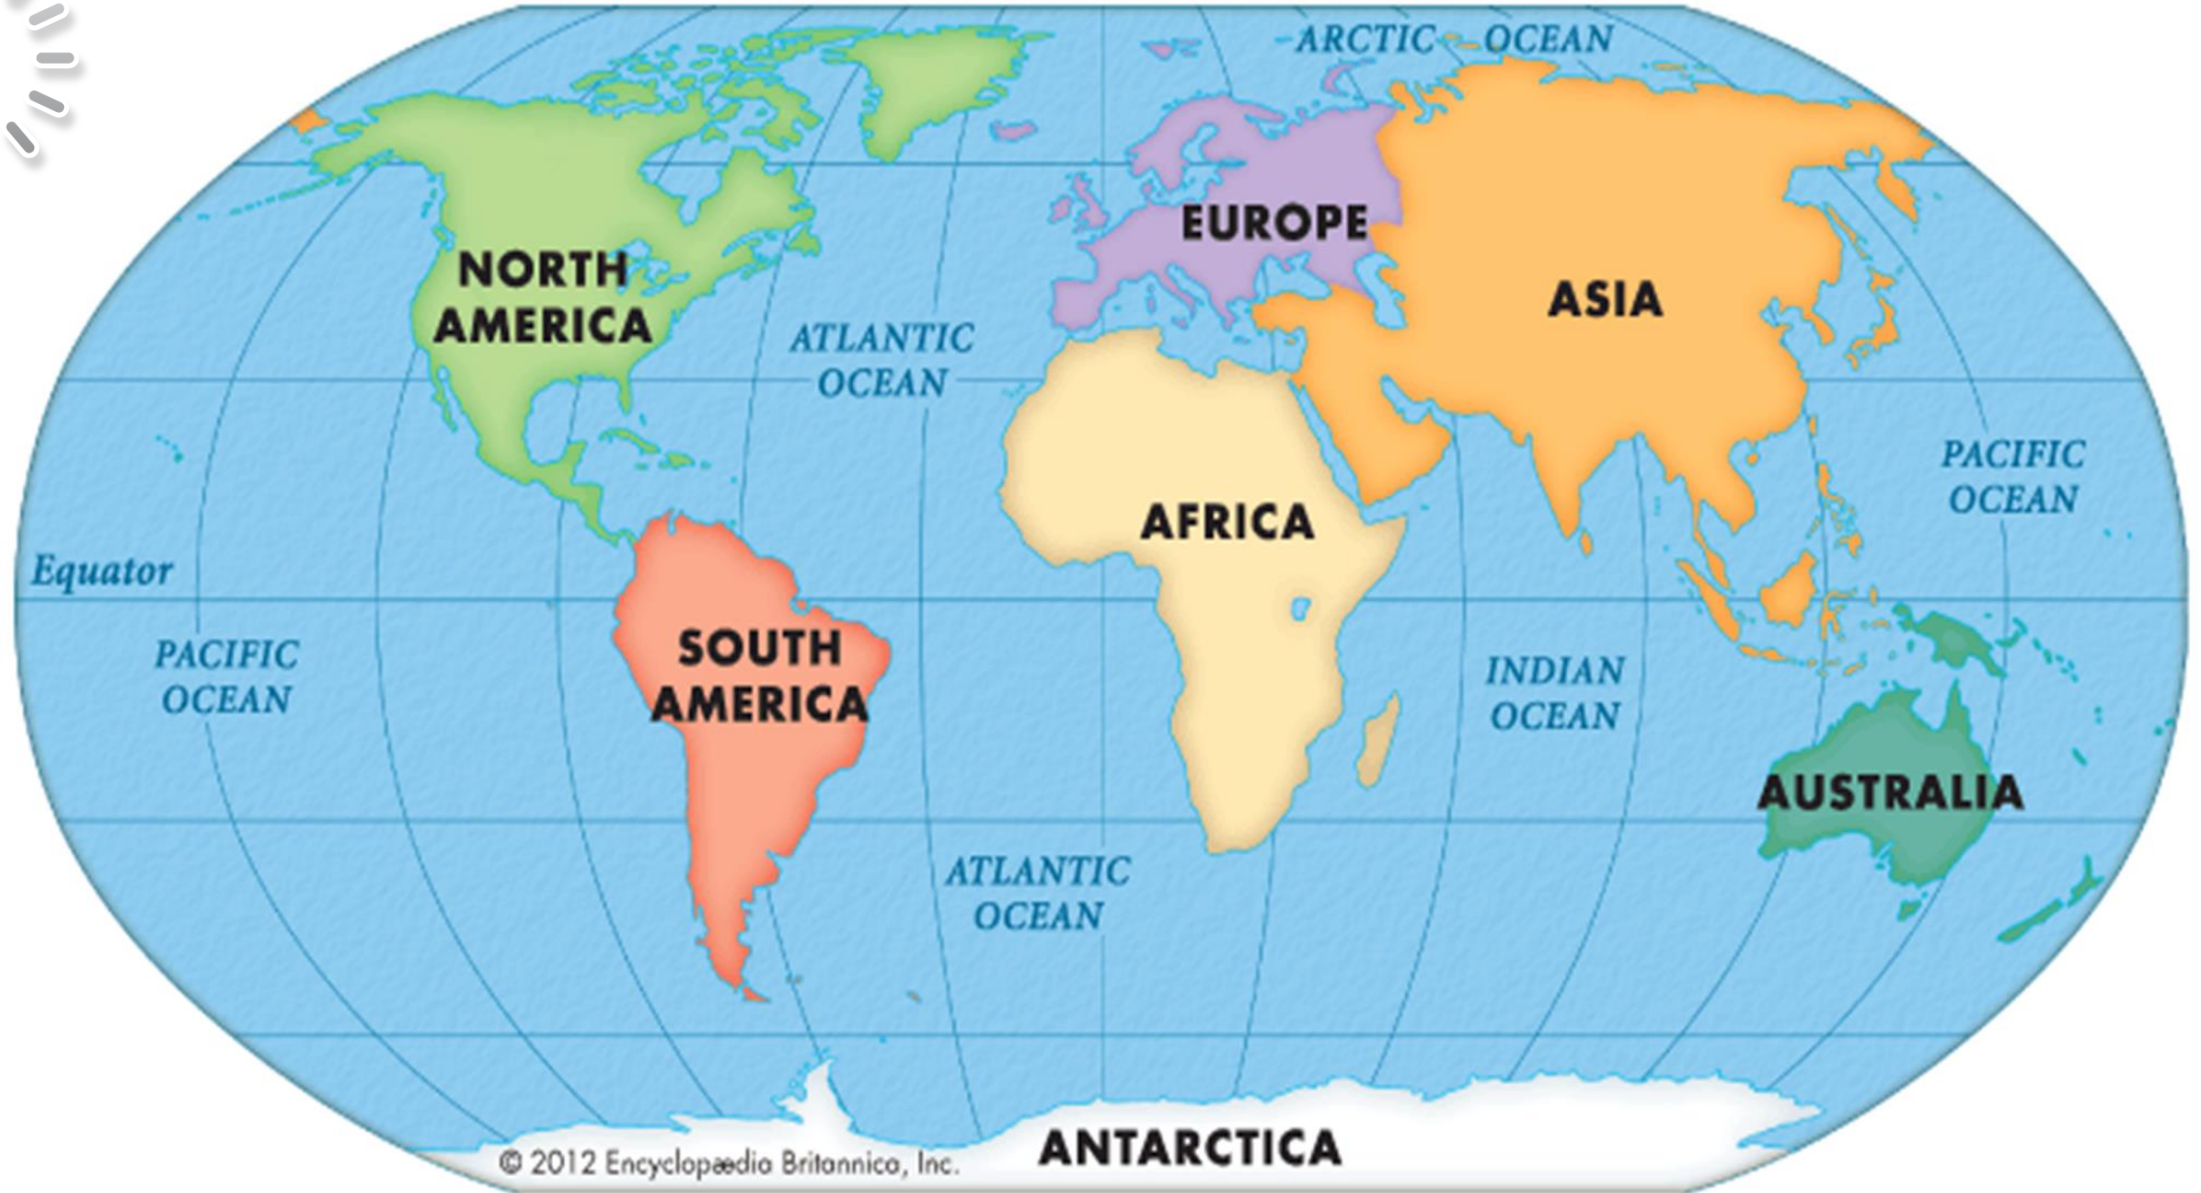 ARCTIC OCEAN
EUROPE
NORTH
AMERICA
ASIA
ATLANTIC
OCEAN
PACIFIC
OCEAN
AFRICA
Equator
SOUTH
AMERICA
PACIFIC
OCEAN
INDIAN
OCEAN
AUSTRALIA
ATLANTIC
OCEAN
ANTARCTICA
© 2012 Encyclopædia Britannica, Inc.